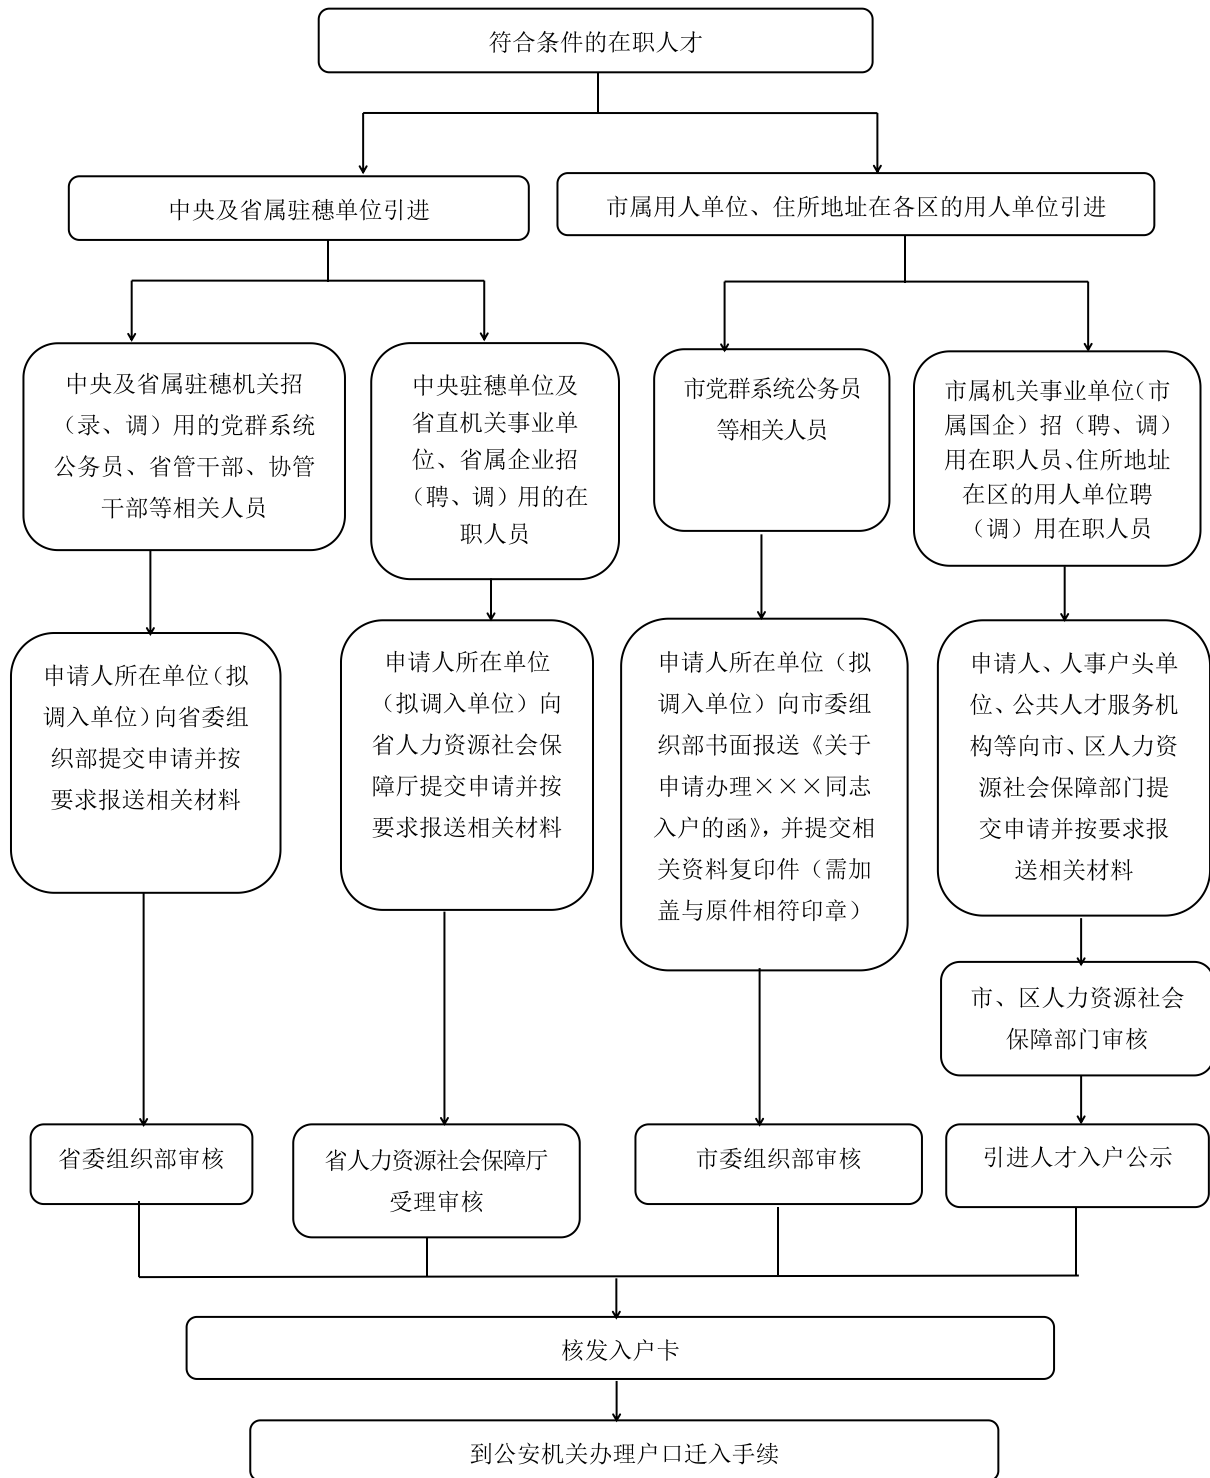 符合条件的在职人才
中央及省属驻穗单位引进
市属用人单位、住所地址在各区的用人单位引进
中央及省属驻穗机关招
（录、调）用的党群系统
公务员、省管干部、协管
干部等相关人员
中央驻穗单位及
省直机关事业单
位、省属企业招
（聘、调）用的在
职人员
市党群系统公务员
等相关人员
市属机关事业单位（市
属国企）招（聘、调）
用在职人员、住所地址
在区的用人单位聘
（调）用在职人员
申请人所在单位（拟
调入单位）向省委组
织部提交申请并按
要求报送相关材料
申请人所在单位
（拟调入单位）向
省人力资源社会保
障厅提交申请并按
要求报送相关材料
申请人所在单位（拟
调入单位）向市委组
织部书面报送《关于
申请办理×××同志
入户的函》，并提交相
关资料复印件（需加
盖与原件相符印章）
申请人、人事户头单
位、公共人才服务机
构等向市、区人力资
源社会保障部门提
交申请并按要求报
送相关材料
市、区人力资源社会
保障部门审核
省委组织部审核
省人力资源社会保障厅
受理审核
市委组织部审核
引进人才入户公示
核发入户卡
到公安机关办理户口迁入手续